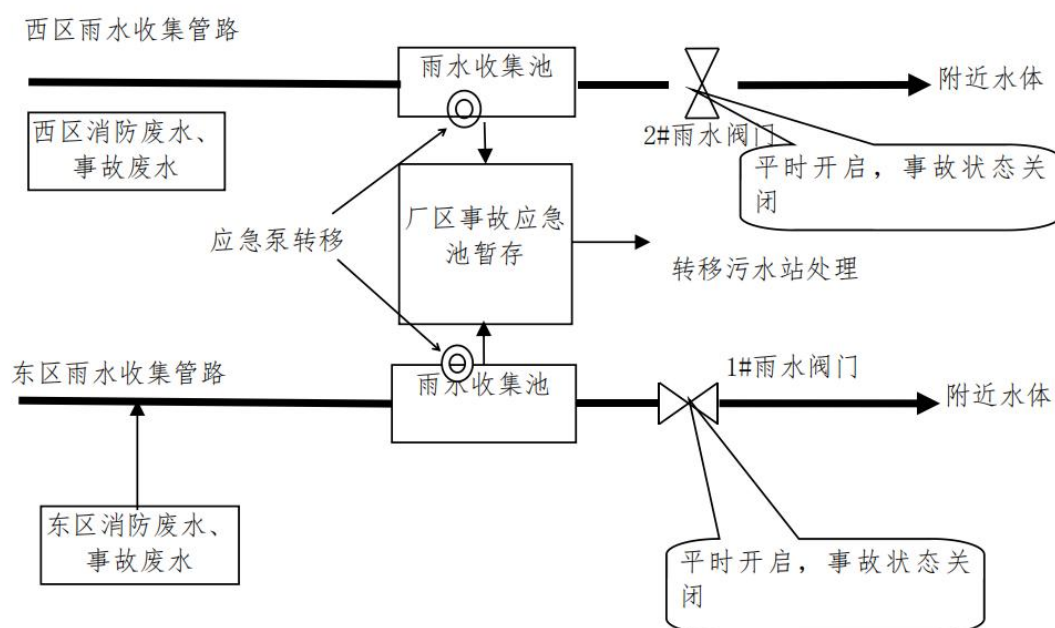 西区雨水收集管路
雨水收集池
附近水体
西区消防废水、
事故废水
2#雨水阀门
平时开启，事故状态关
闭
厂区事故应急
池暂存
应急泵转移
转移污水站处理
东区雨水收集管路
雨水收集池
1#雨水阀门
附近水体
东区消防废水、
事故废水
平时开启，事故状态关
闭